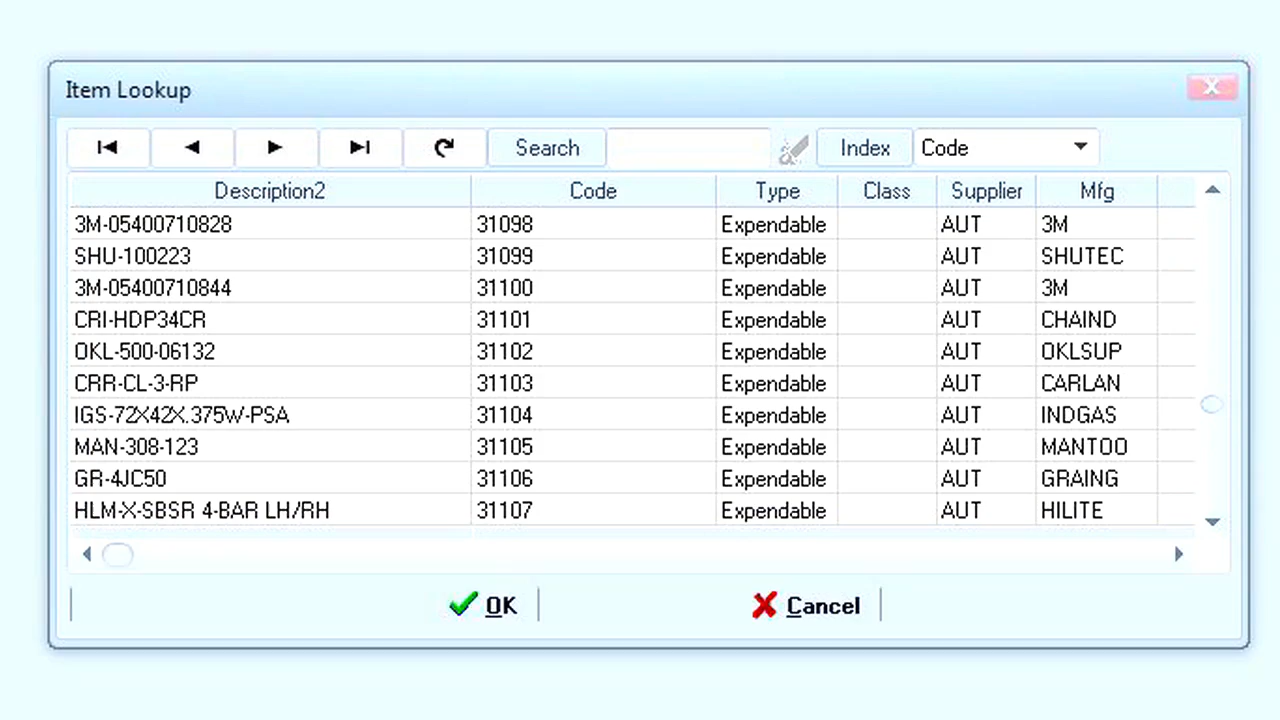 Item Lookup
Search Index Code
Description2 Code Type Class Supplier Mfg
3M-05400710828 31098 Expendable AUT 3M
SHU-100223 31099 Expendable AUT SHUTEC
3M-05400710844 31100 Expendable AUT 3M
CRI-HDP34CR 31101 Expendable AUT CHAIND
OKL-500-06132 31102 Expendable AUT OKLSUP
CRR-CL-3-RP 31103 Expendable AUT CARLAN
IGS-72X42X.375W-PSA 31104 Expendable AUT INDGAS
MAN-308-123 31105 Expendable AUT MANTOO
GR-4JC50 31106 Expendable AUT GRAING
HLM-X-SBSR 4-BAR LH/RH 31107 Expendable AUT HILITE
OK Cancel